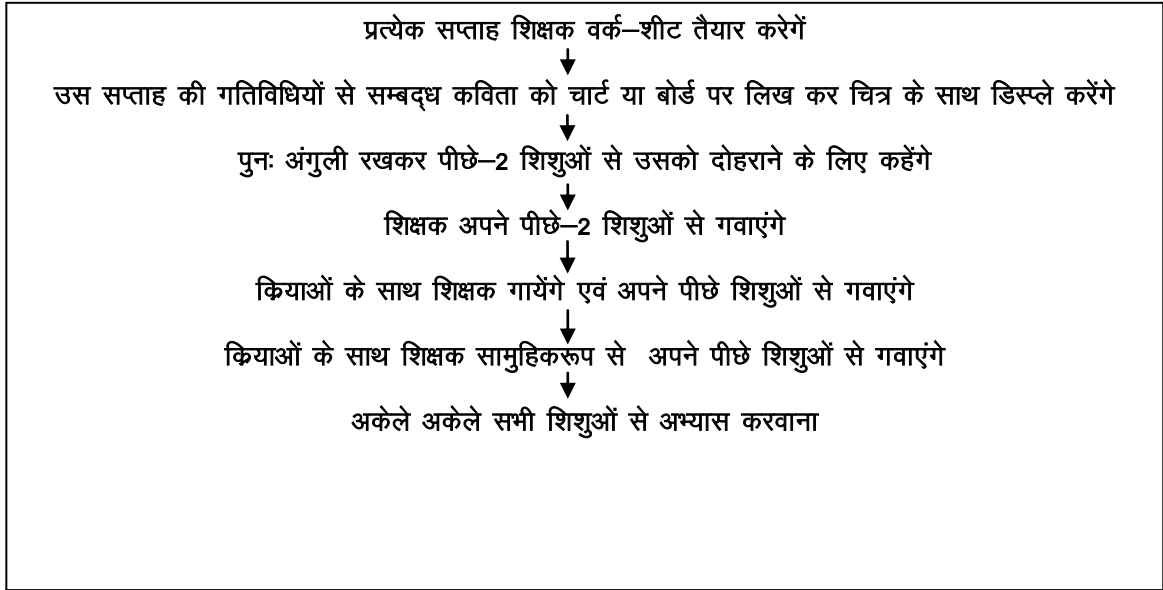 प्रत्येक सप्ताह शिक्षक वर्क–शीट तैयार करेगें
उस सप्ताह की गतिविधियों से सम्बद्ध कविता को चार्ट या बोर्ड पर लिख कर चित्र के साथ डिस्प्ले करेंगे
पुनः अंगुली रखकर पीछे–2 शिशुओं से उसको दोहराने के लिए कहेंगे
शिक्षक अपने पीछे–2 शिशुओं से गवाएंगे
क्रियाओं के साथ शिक्षक गायेंगे एवं अपने पीछे शिशुओं से गवाएंगे
क्रियाओं के साथ शिक्षक सामुहिकरूप से अपने पीछे शिशुओं से गवाएंगे
अकेले अकेले सभी शिशुओं से अभ्यास करवाना